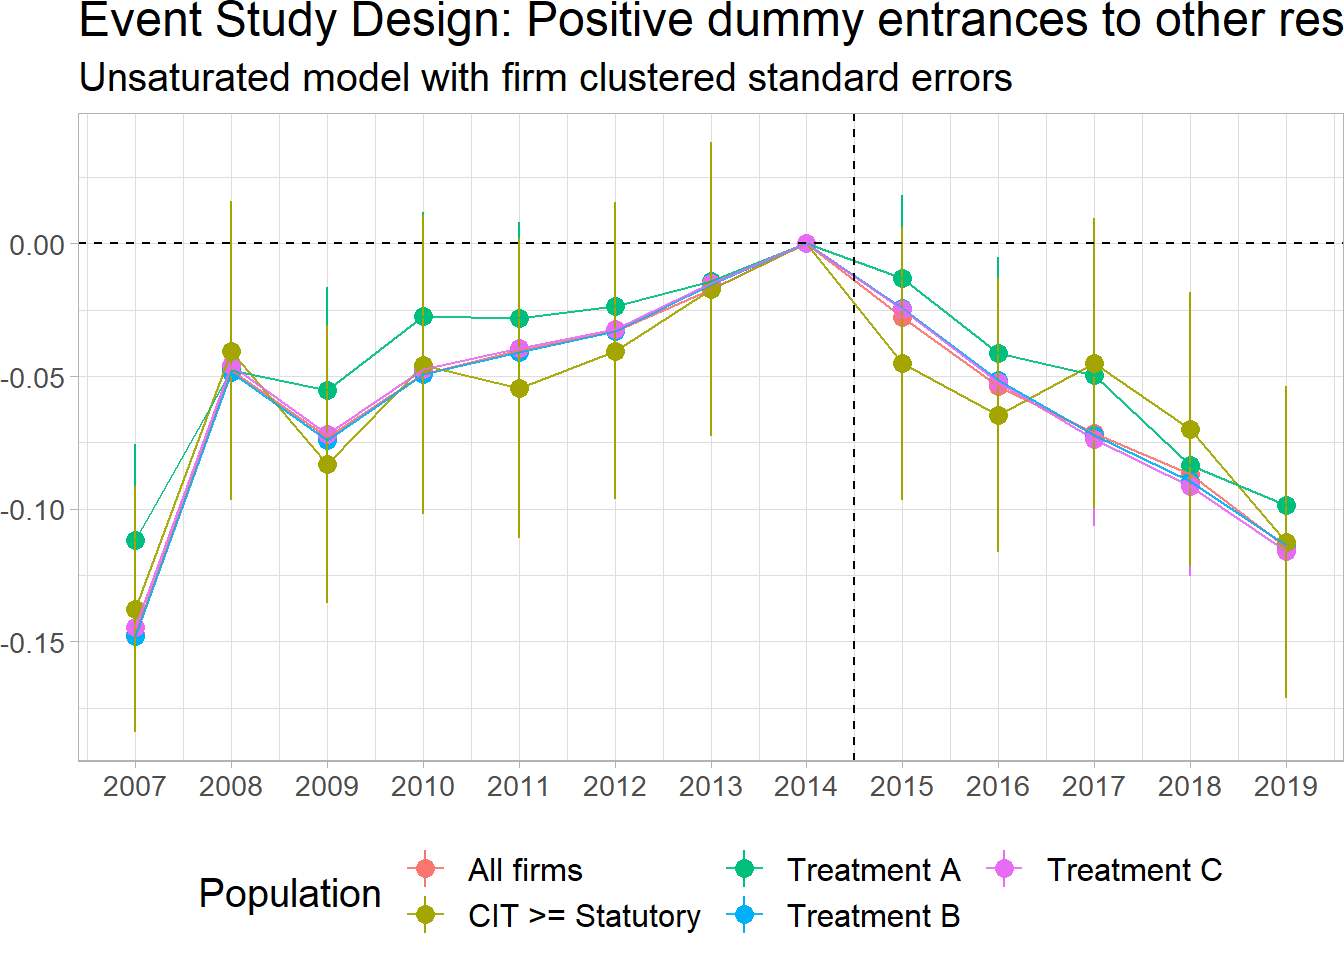 Event Study Design: Positive dummy entrances to other res
Unsaturated model with firm clustered standard errors
0.00
-0.05
-0.10
-0.15
2007 2008 2009 2010 2011 2012 2013 2014 2015 2016 2017 2018 2019
Population
All firms Treatment A Treatment C
CIT >= Statutory Treatment B